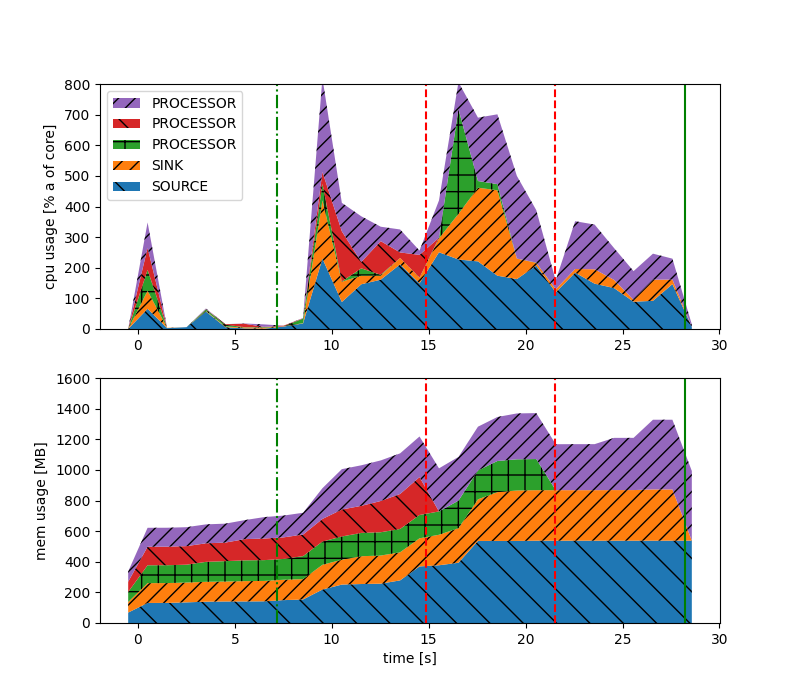 800
700
600
500
400
300
200
100
0
cpu usage [% a of core]
PROCESSOR
PROCESSOR
PROCESSOR
SINK
SOURCE
0 5 10 15 20 25 30
1600
1400
1200
1000
800
600
400
200
0
mem usage [MB]
0 5 10 15 20 25 30
time [s]